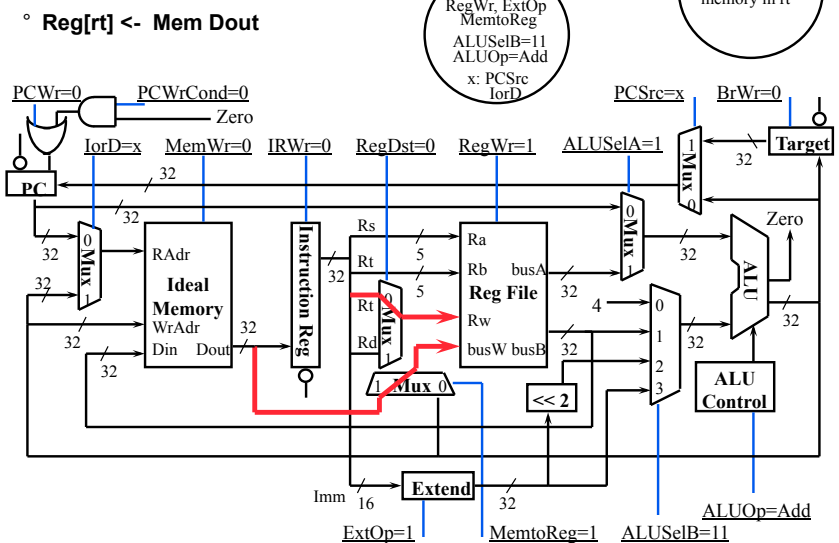 ° Reg[rt] <- Mem Dout
RegWr, ExtOp
MemtoReg
ALUSelB=11
ALUOp=Add
x: PCSrc
IorD
memory in rt
PCWr=0
PCWrCond=0
PCSrc=x
BrWr=0
Zero
IorD=x
MemWr=0
IRWr=0
RegDst=0
RegWr=1
ALUSelA=1
1
Mux
0
32
Target
PC
32
32
32
0
Mux
1
32
RAdr
Ideal
Memory
WrAdr
32
Din
Dout
32
32
Instruction Reg
32
Rs
5
Rt
5
Rt
0
Mux
1
Rd
Ra
Rb
busA
Reg File
Rw
busW
busB
32
32
0
Mux
1
32
Zero
ALU
32
4
0
1
2
3
32
1 Mux 0
<< 2
ALU
Control
Imm
16
Extend
32
ExtOp=1
MemtoReg=1
ALUSelB=11
ALUOp=Add